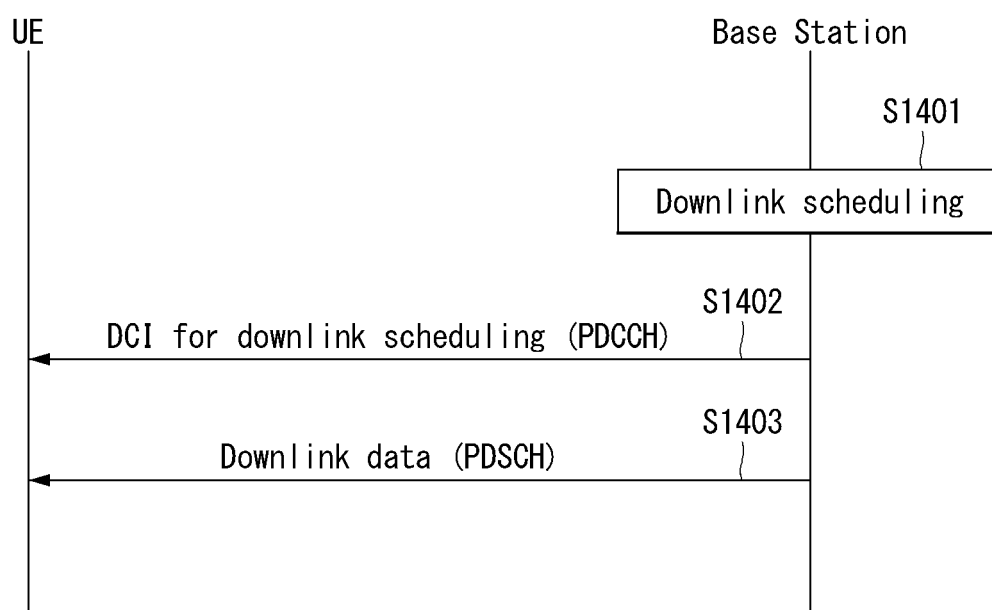 UE
Base Station
S1401
Downlink scheduling
S1402
DCI for downlink scheduling (PDCCH)
S1403
Downlink data (PDSCH)